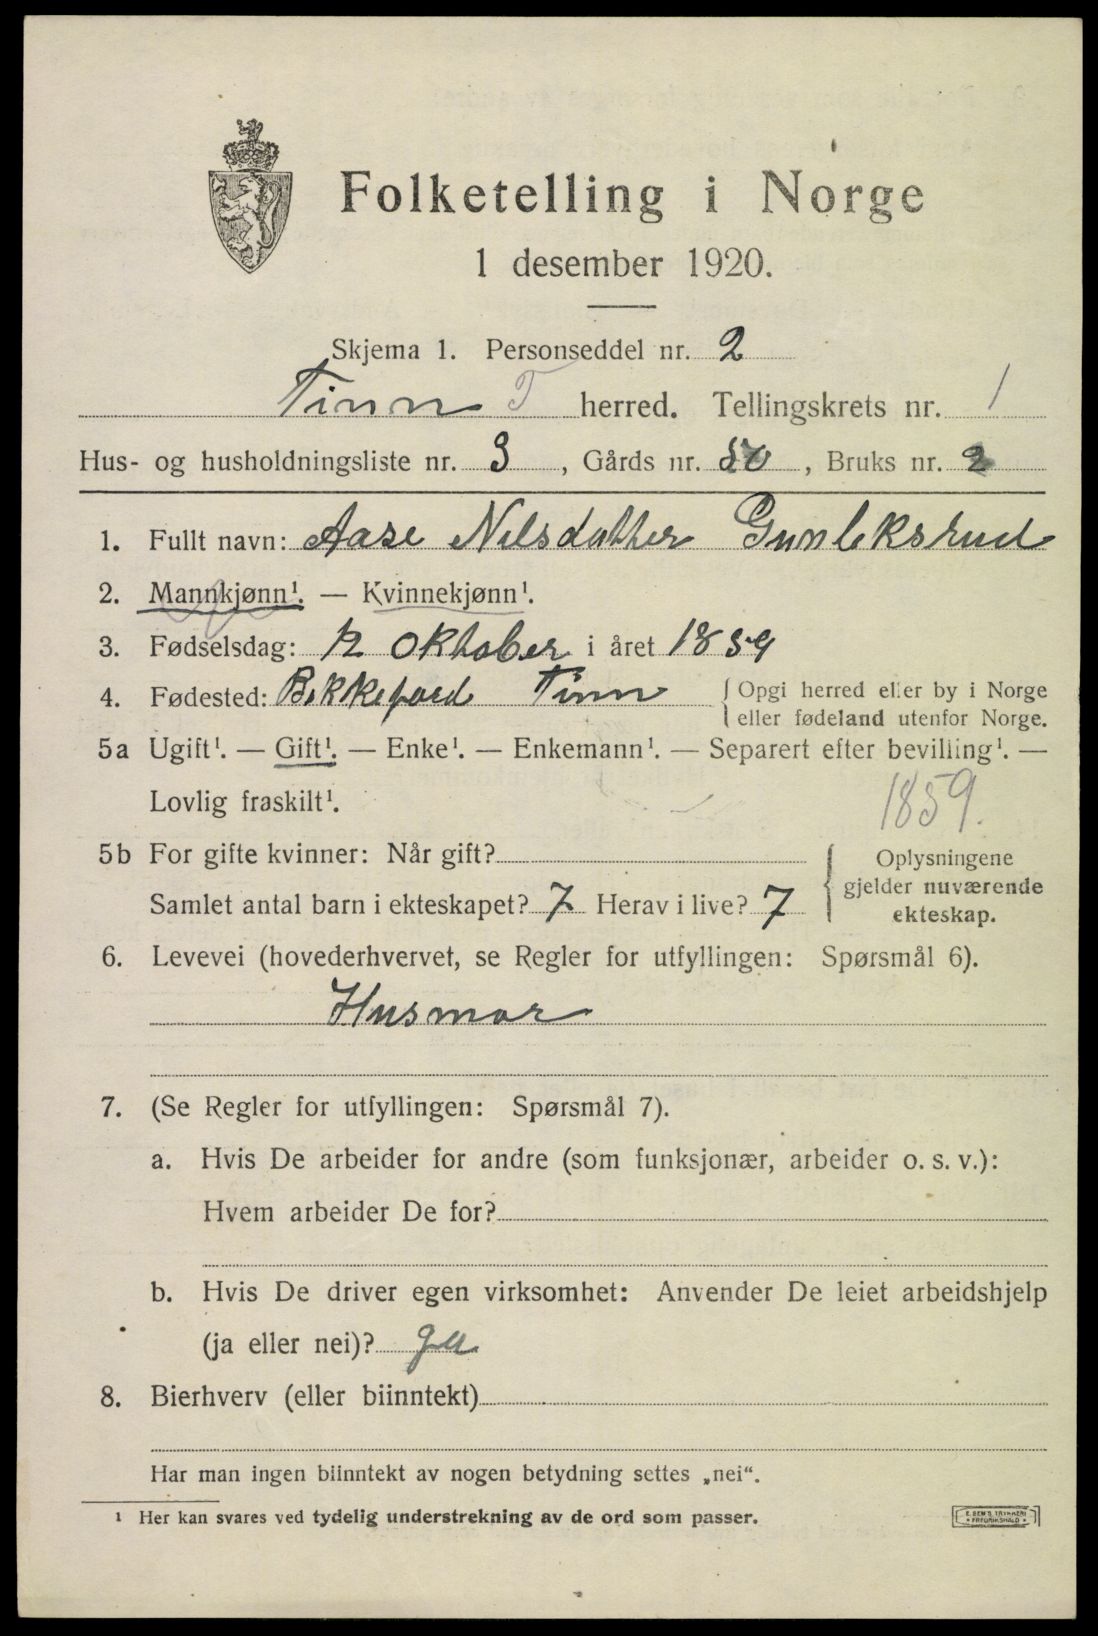 Folketelling i Norge
1 desember 1920.
Skjema 1. Personseddel nr. 2
Tinn T herred. Tellingskrets nr. 1
Hus- og husholdningsliste nr. 3, Gårds nr. 50, Bruks nr. 2
1. Fullt navn: Aase Nilsdatter Gunleksrud
2. Mannkjønn¹. — Kvinnekjønn¹.
3. Fødselsdag: 12 Oktober i året 1859
4. Fødested: Tinn { Opgi herred eller by i Norge
eller fødeland utenfor Norge.
5a Ugift¹. — Gift¹. — Enke¹. — Enkemann¹. — Separert efter bevilling¹. —
Lovlig fraskilt¹.
1859.
5b For gifte kvinner: Når gift?
Samlet antal barn i ekteskapet? 7 Herav i live? 7
{ Oplysningene
gjelder nuværende
ekteskap.
6. Levevei (hovederhvervet, se Regler for utfyllingen: Spørsmål 6).
Husmor
7. (Se Regler for utfyllingen: Spørsmål 7).
a. Hvis De arbeider for andre (som funksjonær, arbeider o. s. v.):
Hvem arbeider De for?
b. Hvis De driver egen virksomhet: Anvender De leiet arbeidshjelp
(ja eller nei)? Ja
8. Bierhverv (eller biinntekt)
Har man ingen biinntekt av nogen betydning settes „nei“.
¹ Her kan svares ved tydelig understrekning av de ord som passer.